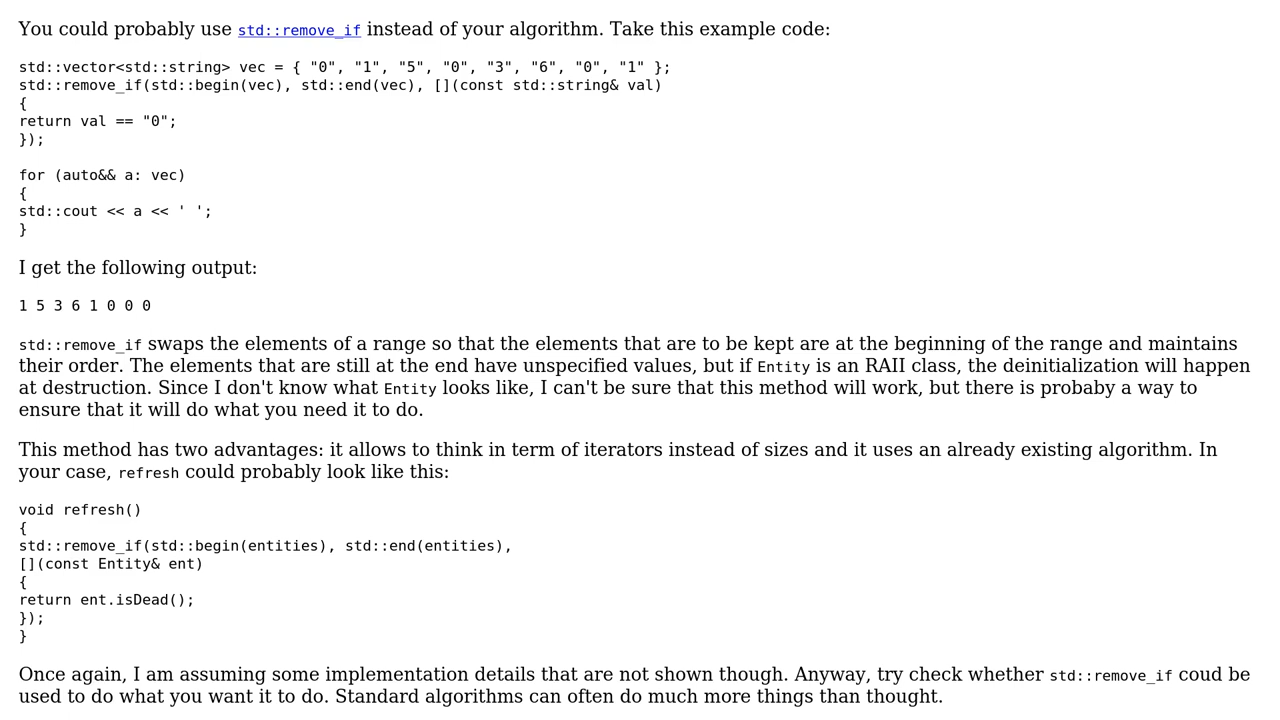 You could probably use std::remove_if instead of your algorithm. Take this example code:
std::vector<std::string> vec = { "0", "1", "5", "0", "3", "6", "0", "1" };
std::remove_if(std::begin(vec), std::end(vec), [](const std::string& val)
{
return val == "0";
});
for (auto&& a: vec)
{
std::cout << a << ' ';
}
I get the following output:
1 5 3 6 1 0 0 0
std::remove_if swaps the elements of a range so that the elements that are to be kept are at the beginning of the range and maintains
their order. The elements that are still at the end have unspecified values, but if Entity is an RAII class, the deinitialization will happen
at destruction. Since I don't know what Entity looks like, I can't be sure that this method will work, but there is probaby a way to
ensure that it will do what you need it to do.
This method has two advantages: it allows to think in term of iterators instead of sizes and it uses an already existing algorithm. In
your case, refresh could probably look like this:
void refresh()
{
std::remove_if(std::begin(entities), std::end(entities),
[](const Entity& ent)
{
return ent.isDead();
});
}
Once again, I am assuming some implementation details that are not shown though. Anyway, try check whether std::remove_if coud be
used to do what you want it to do. Standard algorithms can often do much more things than thought.